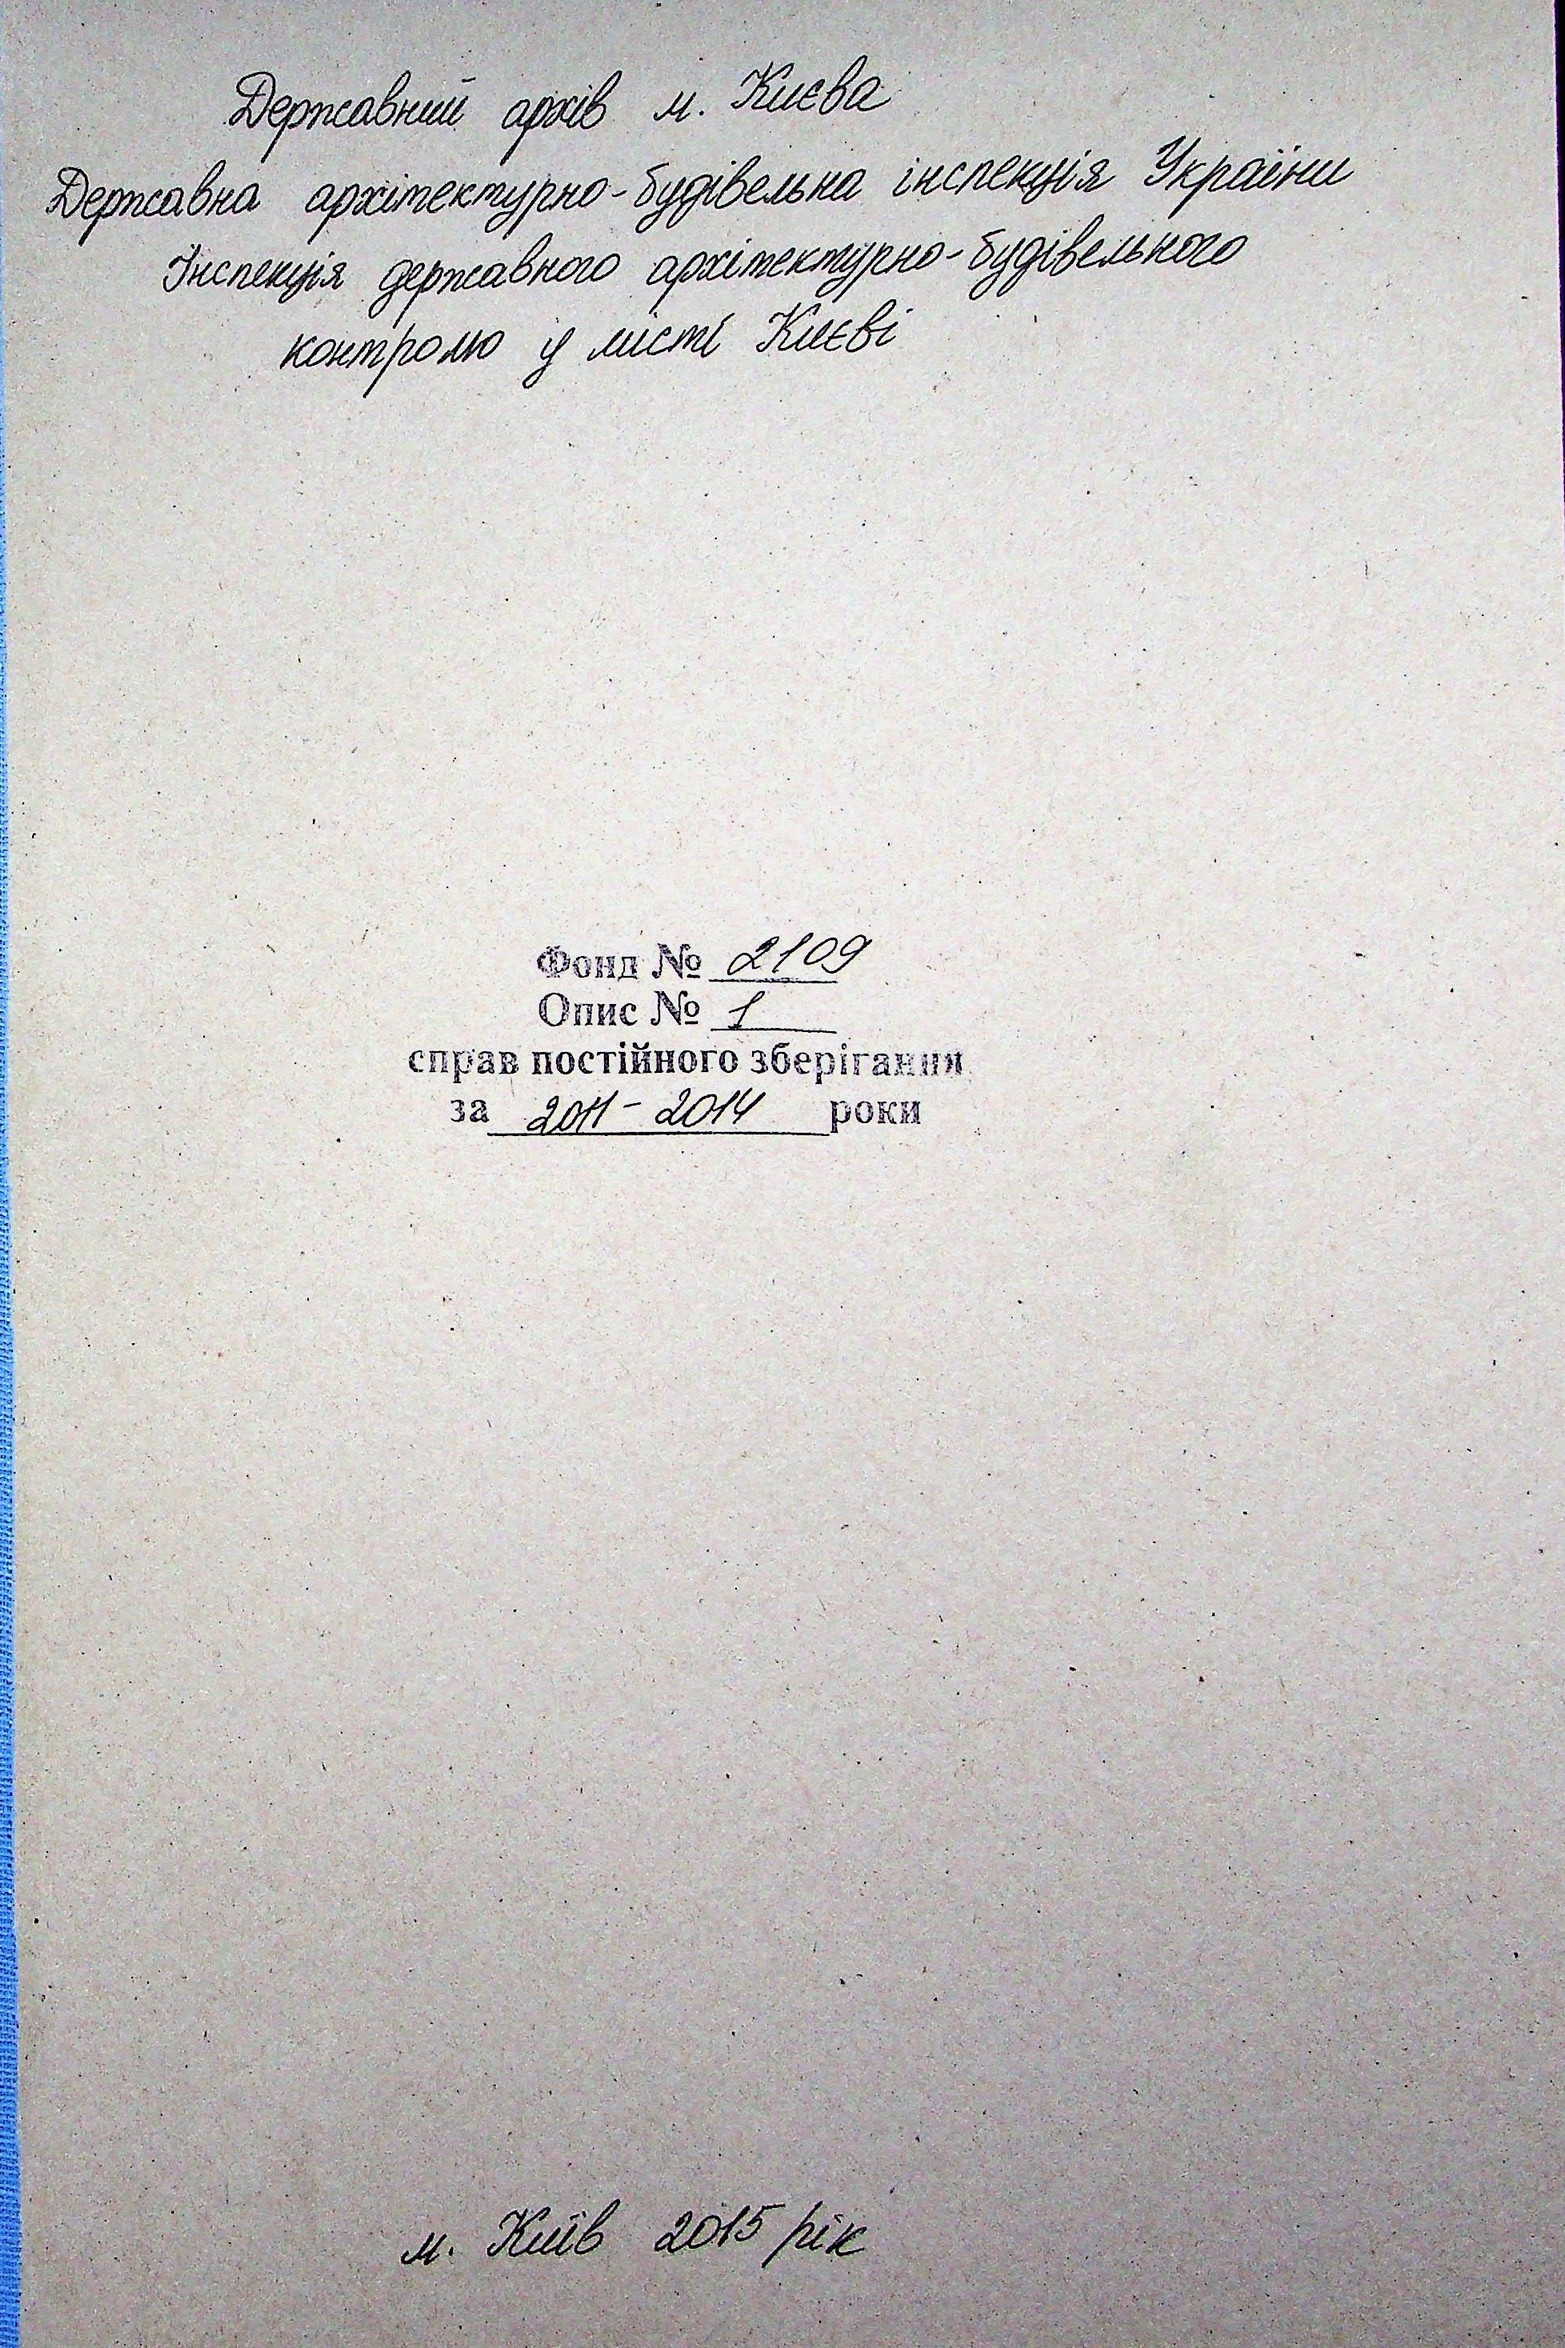 Державний архів м. Києва
Державна архітектурно-будівельна інспекція України
Інспекція державного архітектурно-будівельного
контролю у місті Києві
Фонд № 2109
Опис № 1
справ постійного зберігання
за 2011-2014 роки
м. Київ 2015 рік